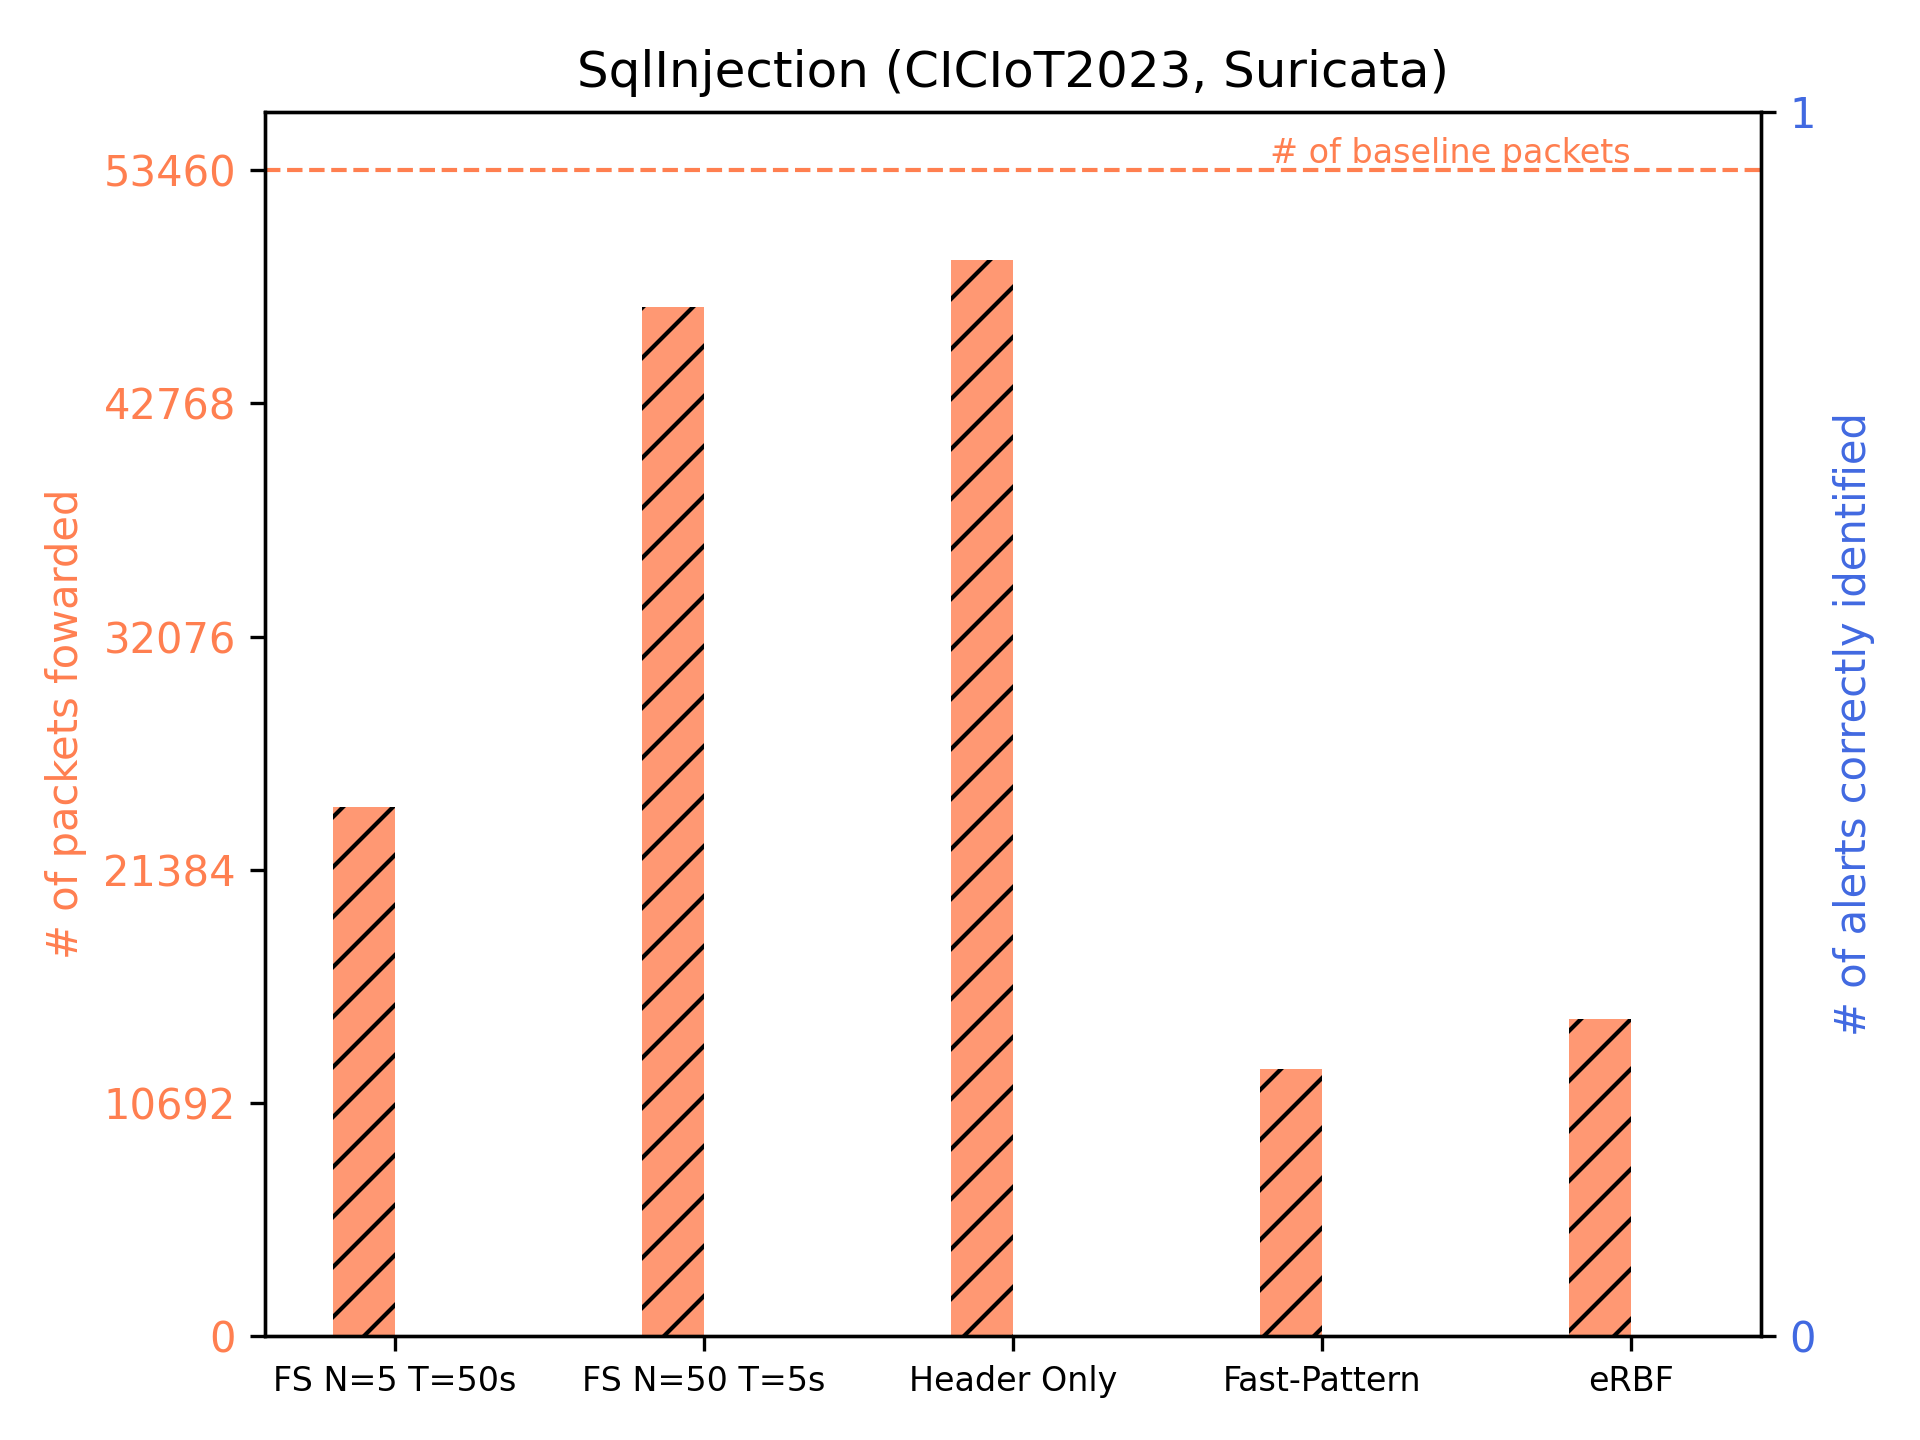 SqlInjection (CICIoT2023, Suricata)
# of baseline packets
53460
42768
32076
21384
10692
0
# of packets fowarded
1
0
# of alerts correctly identified
FS N=5 T=50s
FS N=50 T=5s
Header Only
Fast-Pattern
eRBF